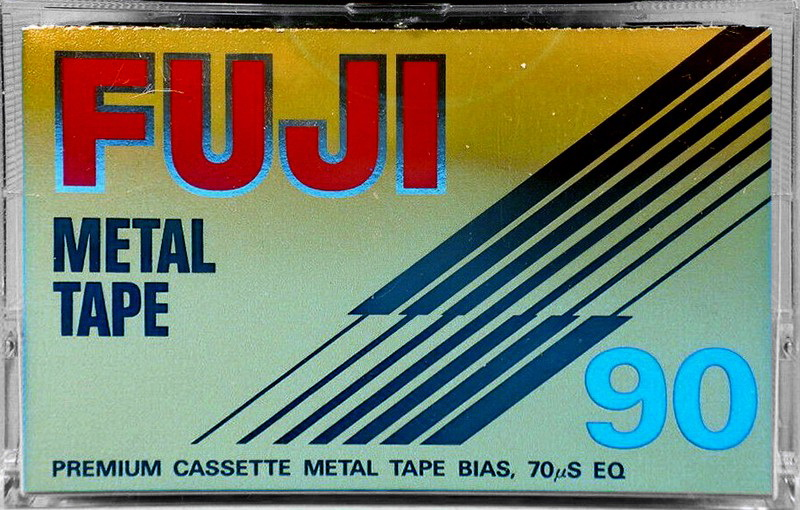 FUJI
METAL
TAPE
90
PREMIUM CASSETTE METAL TAPE BIAS, 70μS EQ